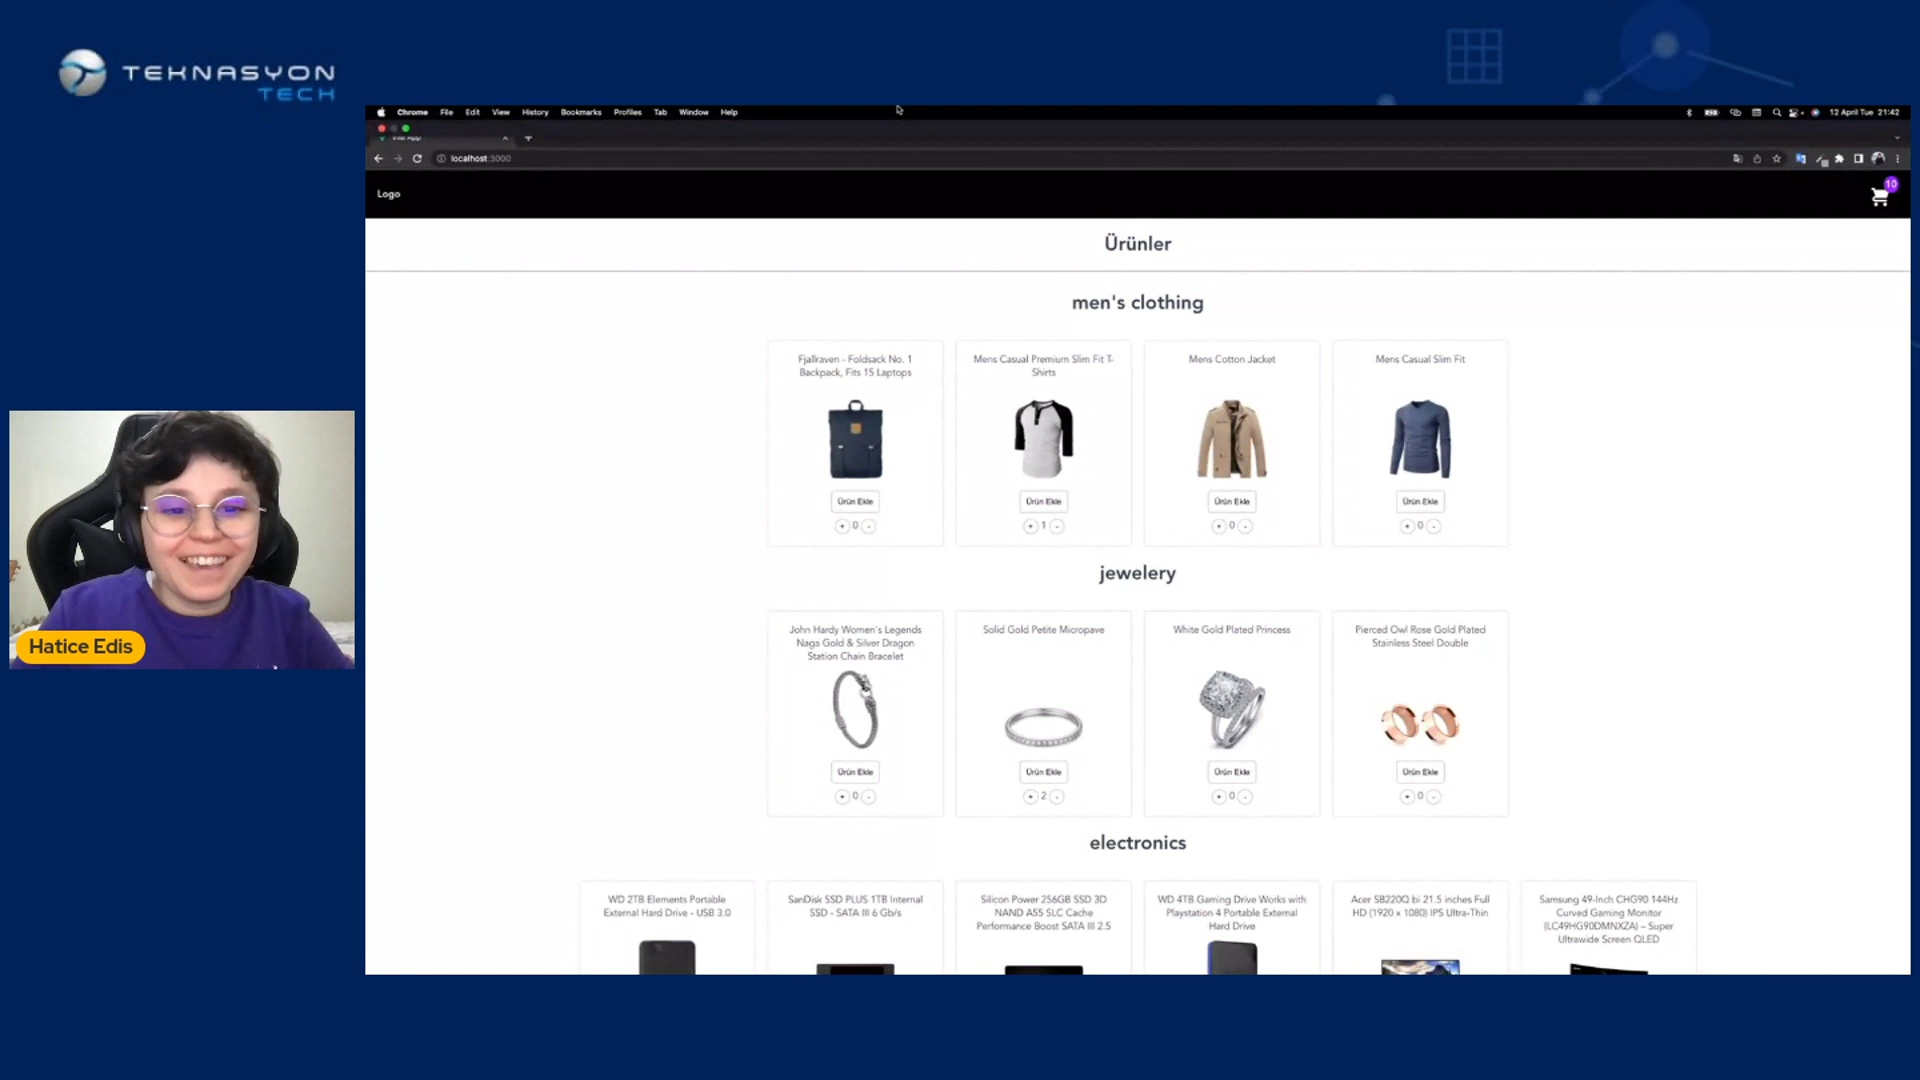 TEKNASYON
TECH
Chrome File Edit View History Bookmarks Profiles Tab Window Help
12 April Tue 21:42
Vite App
localhost:3000
Logo
10
Ürünler
men's clothing
Fjallraven - Foldsack No. 1
Backpack, Fits 15 Laptops
Ürün Ekle
+ 0 -
Mens Casual Premium Slim Fit T-
Shirts
Ürün Ekle
+ 1 -
Mens Cotton Jacket
Ürün Ekle
+ 0 -
Mens Casual Slim Fit
Ürün Ekle
+ 0 -
jewelery
John Hardy Women's Legends
Naga Gold & Silver Dragon
Station Chain Bracelet
Ürün Ekle
+ 0 -
Solid Gold Petite Micropave
Ürün Ekle
+ 2 -
White Gold Plated Princess
Ürün Ekle
+ 0 -
Pierced Owl Rose Gold Plated
Stainless Steel Double
Ürün Ekle
+ 0 -
electronics
WD 2TB Elements Portable
External Hard Drive - USB 3.0
SanDisk SSD PLUS 1TB Internal
SSD - SATA III 6 Gb/s
Silicon Power 256GB SSD 3D
NAND A55 SLC Cache
Performance Boost SATA III 2.5
WD 4TB Gaming Drive Works with
Playstation 4 Portable External
Hard Drive
Acer SB220Q bi 21.5 inches Full
HD (1920 x 1080) IPS Ultra-Thin
Samsung 49-Inch CHG90 144Hz
Curved Gaming Monitor
(LC49HG90DMNXZA) – Super
Ultrawide Screen QLED
Hatice Edis